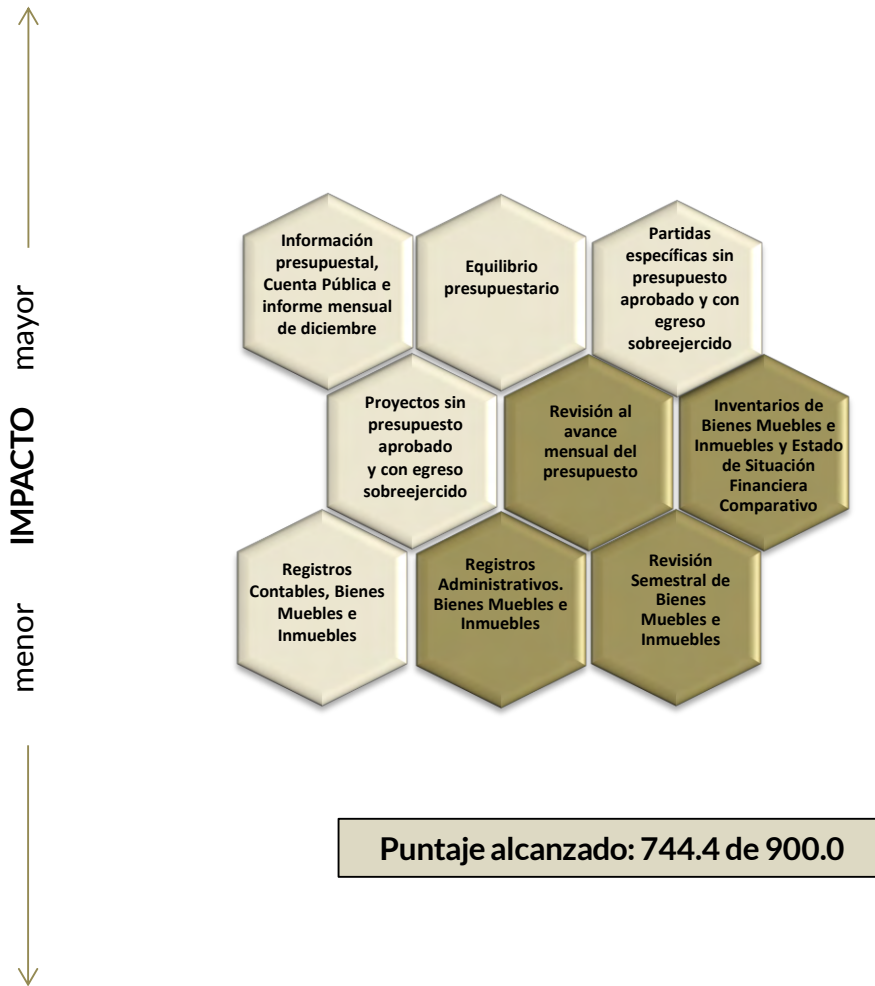 mayor
IMPACTO
menor
Información
presupuestal,
Cuenta Pública e
informe mensual
de diciembre
Equilibrio
presupuestario
Partidas
específicas sin
presupuesto
aprobado y con
egreso
sobreejercido
Proyectos sin
presupuesto
aprobado
y con egreso
sobreejercido
Revisión al
avance
mensual del
presupuesto
Inventarios de
Bienes Muebles e
Inmuebles y Estado
de Situación
Financiera
Comparativo
Registros
Contables, Bienes
Muebles e
Inmuebles
Registros
Administrativos.
Bienes Muebles e
Inmuebles
Revisión
Semestral de
Bienes
Muebles e
Inmuebles
Puntaje alcanzado: 744.4 de 900.0